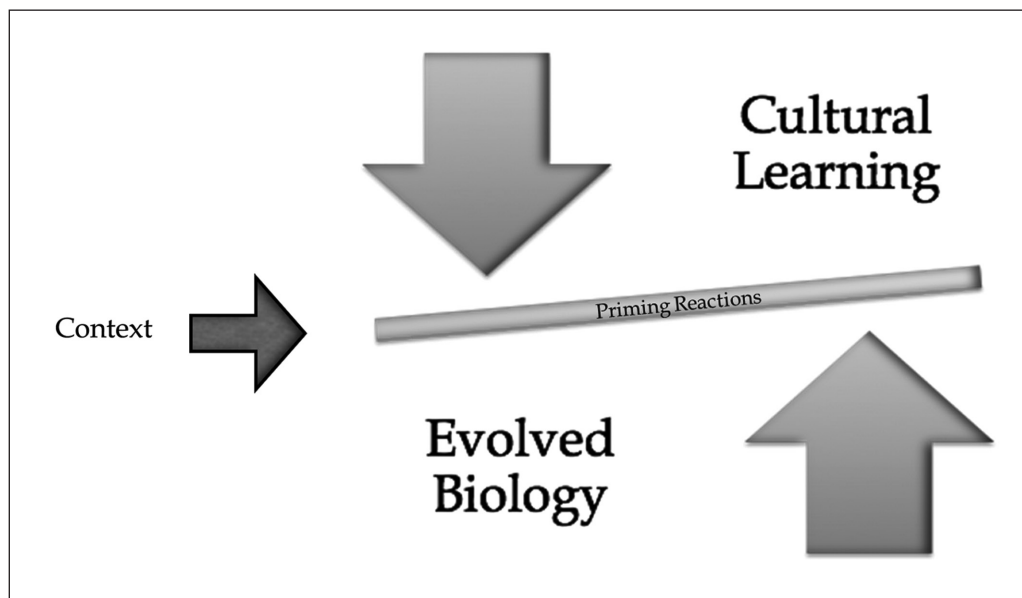 Cultural
Learning
Priming Reactions
Context
Evolved
Biology